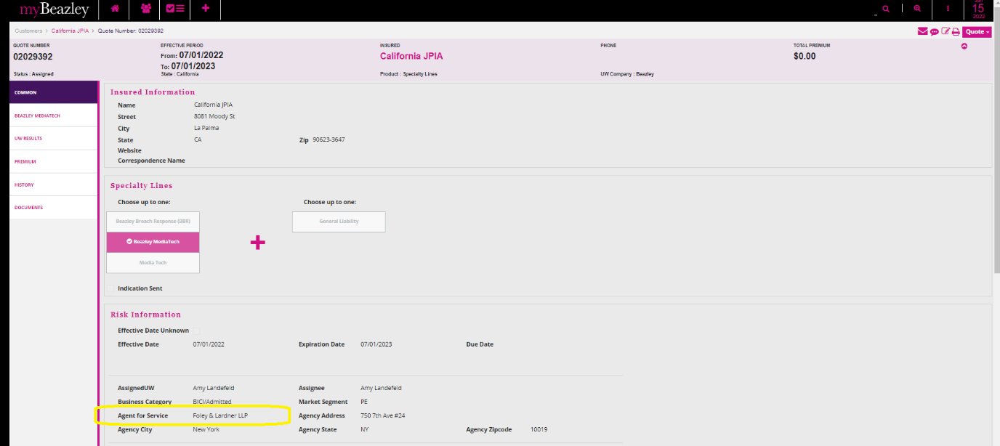 myBeazley
15
2022
Customers > California JPIA > Quote Number: 02029392
Quote
QUOTE NUMBER EFFECTIVE PERIOD INSURED PHONE TOTAL PREMIUM
02029392 From: 07/01/2022 California JPIA $0.00
To: 07/01/2023
Status : Assigned State : California Product : Specialty Lines UW Company : Beazley
COMMON
BEAZLEY MEDIATECH
UW RESULTS
PREMIUM
HISTORY
DOCUMENTS
Insured Information
Name California JPIA
Street 8081 Moody St
City La Palma
State CA Zip 90623-3647
Website
Correspondence Name
Specialty Lines
Choose up to one: Choose up to one:
Beazley Breach Response (BBR) General Liability
Beazley MediaTech
Media Tech
Indication Sent
Risk Information
Effective Date Unknown
Effective Date 07/01/2022 Expiration Date 07/01/2023 Due Date
AssignedUW Amy Landefeld Assignee Amy Landefeld
Business Category BICI/Admitted Market Segment PE
Agent for Service Foley & Lardner LLP Agency Address 750 7th Ave #24
Agency City New York Agency State NY Agency Zipcode 10019